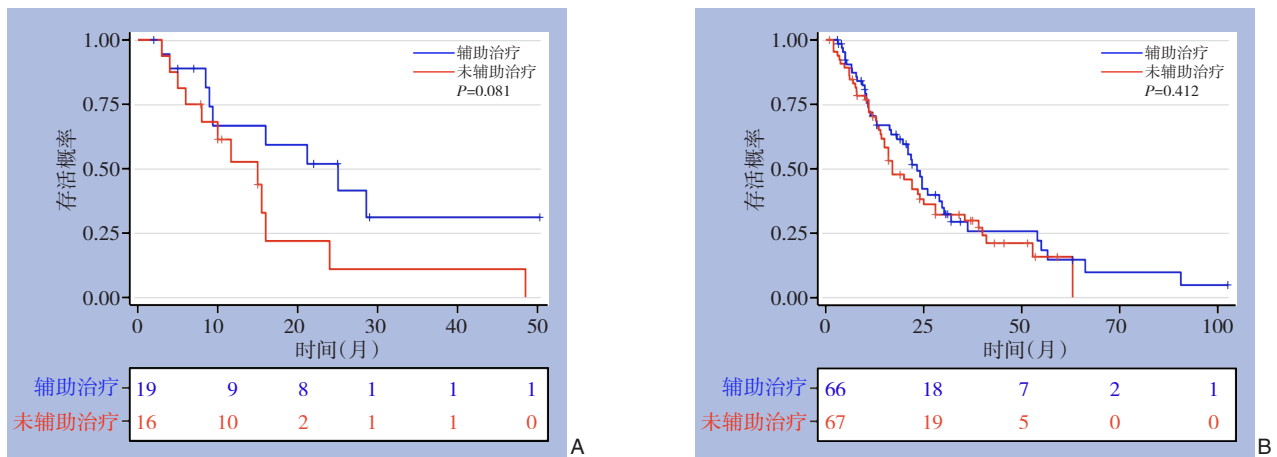 1.00
0.75
0.50
0.25
0.00
存活概率
辅助治疗
未辅助治疗
P=0.081
0 10 20 30 40 50
时间(月)
辅助治疗 19 9 8 1 1 1
未辅助治疗 16 10 2 1 1 0
A
1.00
0.75
0.50
0.25
0.00
存活概率
辅助治疗
未辅助治疗
P=0.412
0 25 50 70 100
时间(月)
辅助治疗 66 18 7 2 1
未辅助治疗 67 19 5 0 0
B